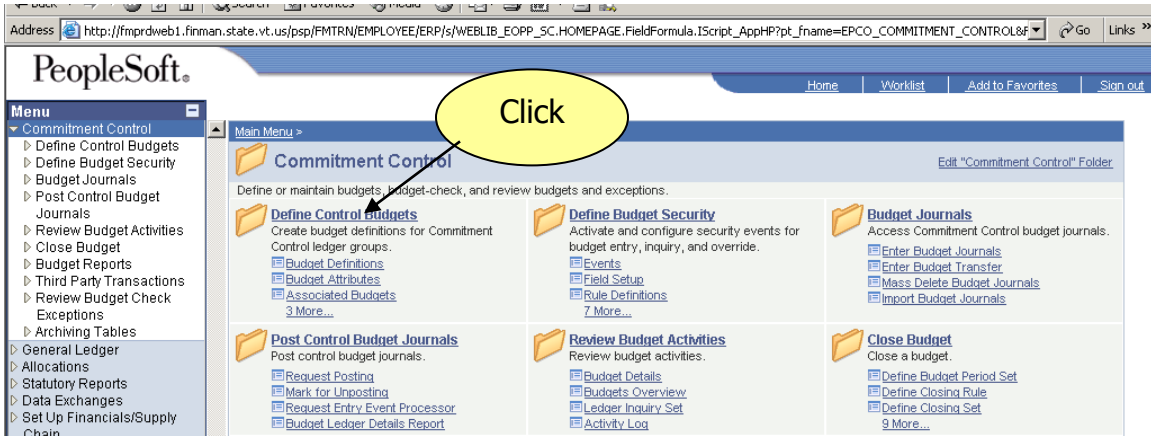 Address http://fmprdweb1.finman.state.vt.us/psp/FMTRN/EMPLOYEE/ERP/s/WEBLIB_EOPP_SC.HOMEPAGE.FieldFormula.IScript_AppHP?pt_fname=EPCO_COMMITMENT_CONTROL&F Go Links »
PeopleSoft.
Home Worklist Add to Favorites Sign out
Click
Menu
Commitment Control
Define Control Budgets
Define Budget Security
Budget Journals
Post Control Budget
Journals
Review Budget Activities
Close Budget
Budget Reports
Third Party Transactions
Review Budget Check
Exceptions
Archiving Tables
General Ledger
Allocations
Statutory Reports
Data Exchanges
Set Up Financials/Supply
Chain
Main Menu >
Commitment Control
Edit "Commitment Control" Folder
Define or maintain budgets, budget-check, and review budgets and exceptions.
Define Control Budgets
Create budget definitions for Commitment
Control ledger groups.
Budget Definitions
Budget Attributes
Associated Budgets
3 More...
Define Budget Security
Activate and configure security events for
budget entry, inquiry, and override.
Events
Field Setup
Rule Definitions
7 More...
Budget Journals
Access Commitment Control budget journals.
Enter Budget Journals
Enter Budget Transfer
Mass Delete Budget Journals
Import Budget Journals
Post Control Budget Journals
Post control budget journals.
Request Posting
Mark for Unposting
Request Entry Event Processor
Budget Ledger Details Report
Review Budget Activities
Review budget activities.
Budget Details
Budgets Overview
Ledger Inquiry Set
Activity Log
Close Budget
Close a budget.
Define Budget Period Set
Define Closing Rule
Define Closing Set
9 More...